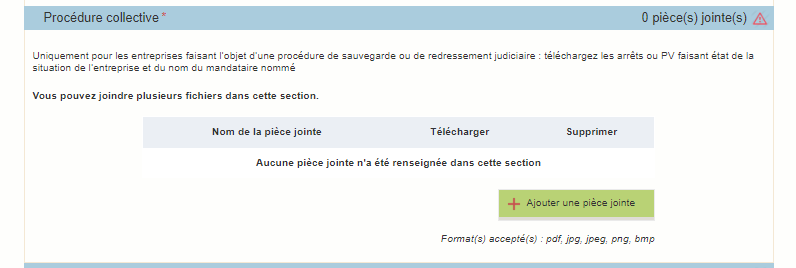 Procédure collective * 0 pièce(s) jointe(s)
Uniquement pour les entreprises faisant l'objet d'une procédure de sauvegarde ou de redressement judiciaire : téléchargez les arrêts ou PV faisant état de la
situation de l'entreprise et du nom du mandataire nommé
Vous pouvez joindre plusieurs fichiers dans cette section.
Nom de la pièce jointe Télécharger Supprimer
Aucune pièce jointe n'a été renseignée dans cette section
Ajouter une pièce jointe
Format(s) accepté(s) : pdf, jpg, jpeg, png, bmp